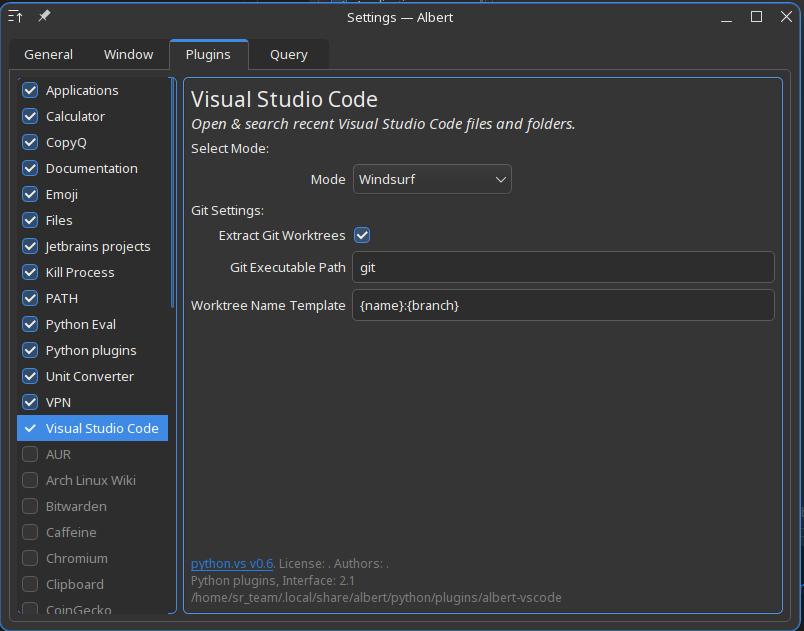 Settings — Albert
General Window Plugins Query
Applications
Calculator
CopyQ
Documentation
Emoji
Files
Jetbrains projects
Kill Process
PATH
Python Eval
Python plugins
Unit Converter
VPN
Visual Studio Code
AUR
Arch Linux Wiki
Bitwarden
Caffeine
Chromium
Clipboard
CoinGecko
Visual Studio Code
Open & search recent Visual Studio Code files and folders.
Select Mode:
Mode Windsurf
Git Settings:
Extract Git Worktrees
Git Executable Path git
Worktree Name Template {name}:{branch}
python.vs v0.6. License: . Authors: .
Python plugins, Interface: 2.1
/home/sr_team/.local/share/albert/python/plugins/albert-vscode